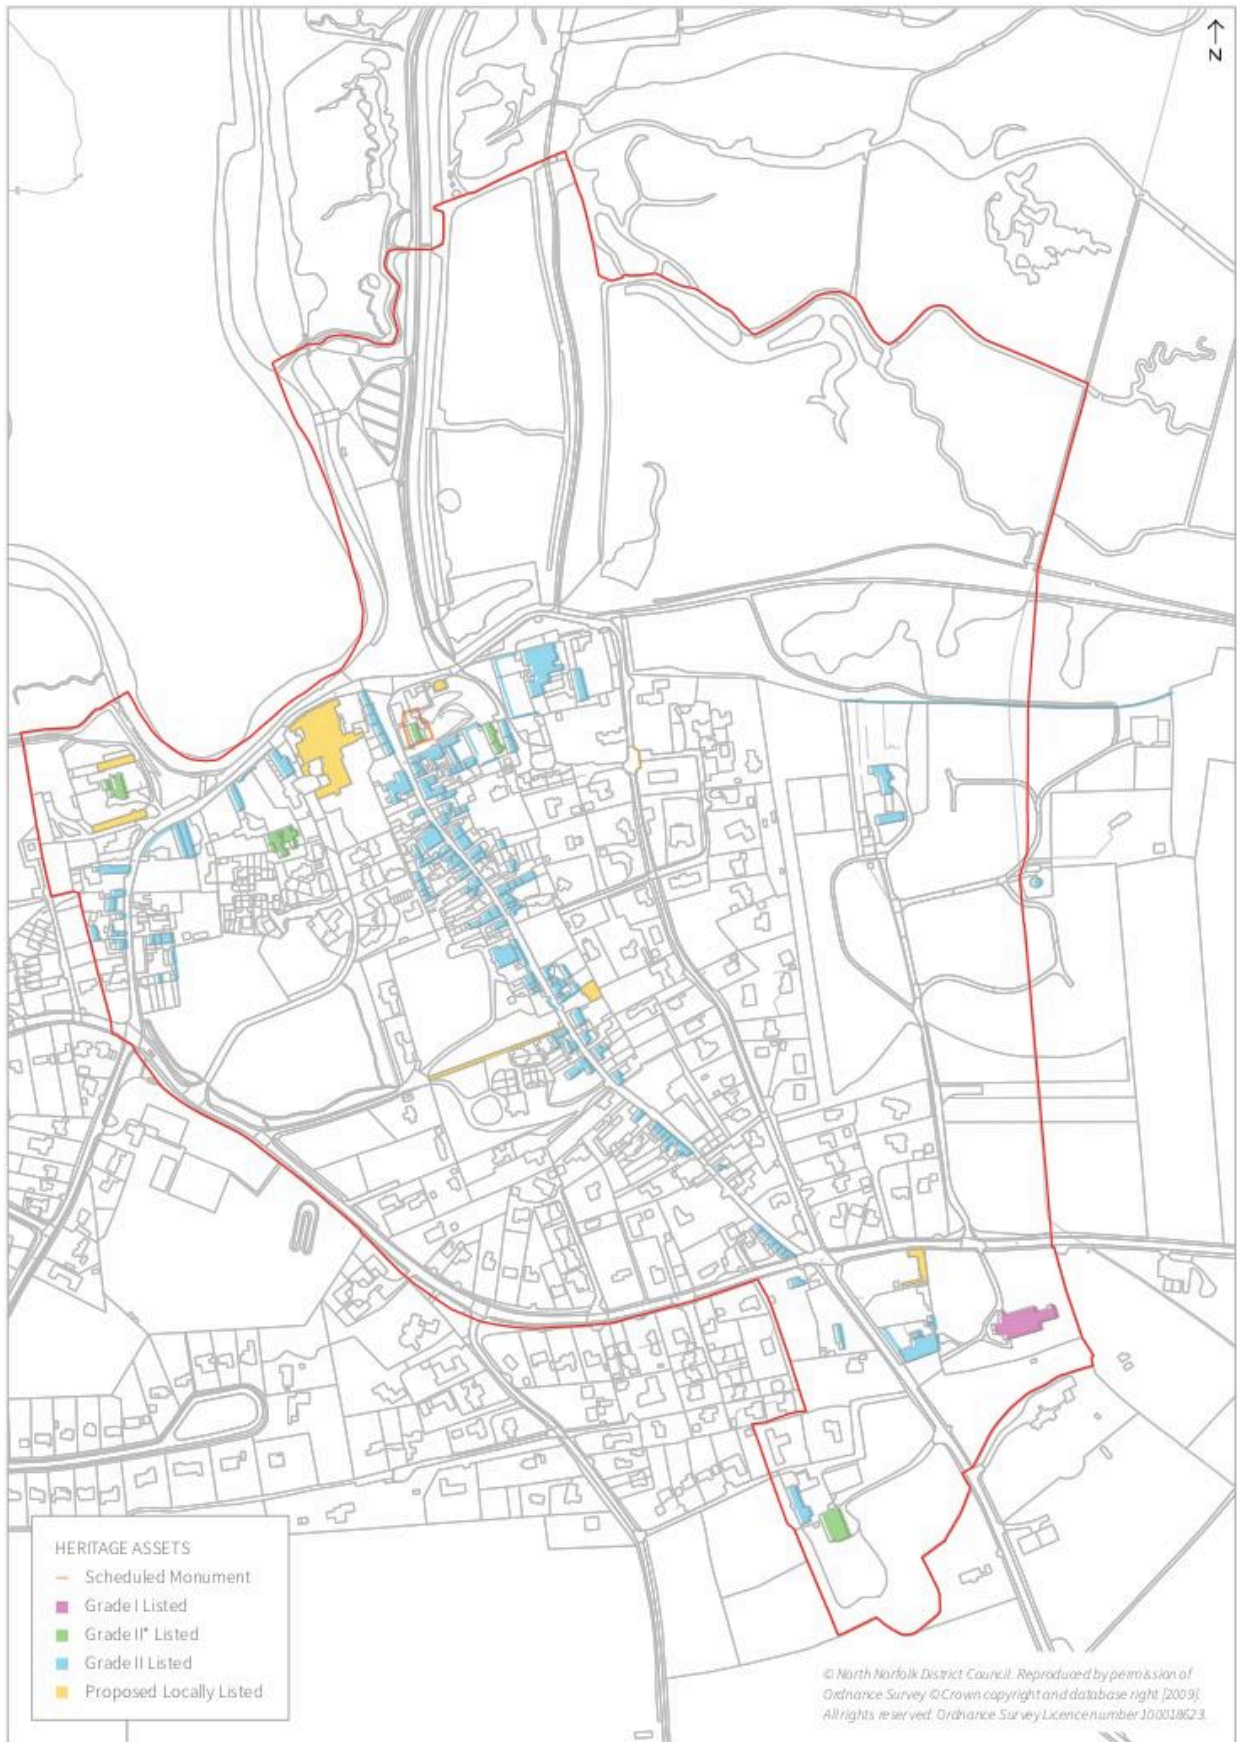 N
HERITAGE ASSETS
Scheduled Monument
Grade I Listed
Grade II* Listed
Grade II Listed
Proposed Locally Listed
© North Norfolk District Council. Reproduced by permission of
Ordnance Survey © Crown copyright and database right [2009].
All rights reserved. Ordnance Survey Licence number 100018623.